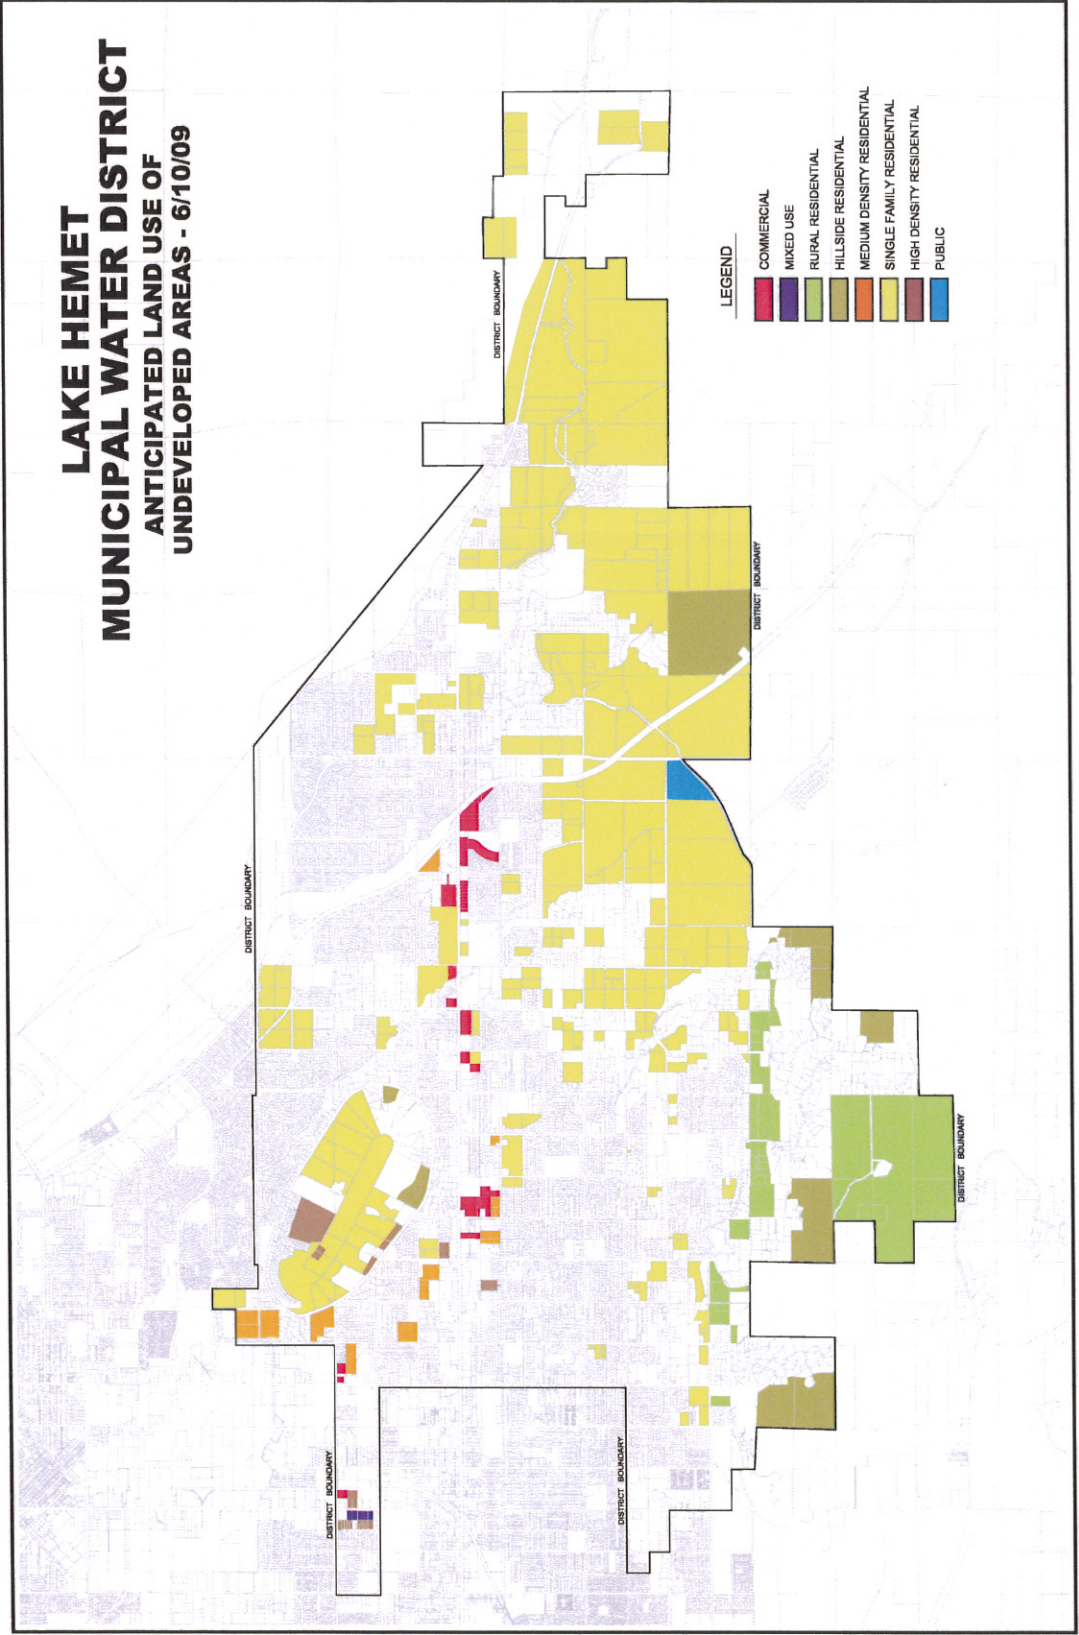 LAKE HEMET
MUNICIPAL WATER DISTRICT
ANTICIPATED LAND USE OF
UNDEVELOPED AREAS - 6/10/09
DISTRICT BOUNDARY
DISTRICT BOUNDARY
DISTRICT BOUNDARY
DISTRICT BOUNDARY
DISTRICT BOUNDARY
DISTRICT BOUNDARY
LEGEND
COMMERCIAL
MIXED USE
RURAL RESIDENTIAL
HILLSIDE RESIDENTIAL
MEDIUM DENSITY RESIDENTIAL
SINGLE FAMILY RESIDENTIAL
HIGH DENSITY RESIDENTIAL
PUBLIC